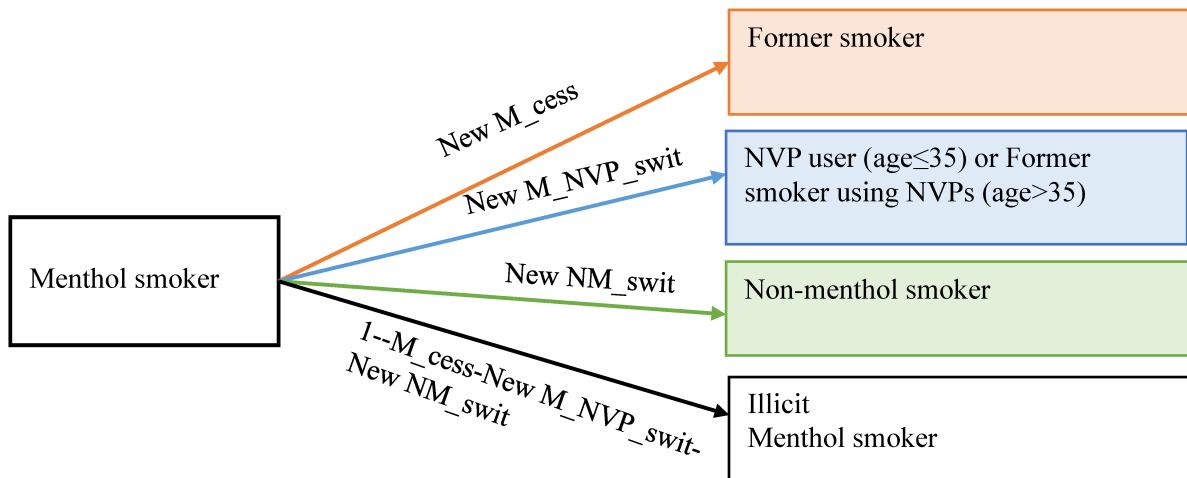 Former smoker
New M_cess
NVP user (age≤35) or Former
smoker using NVPs (age>35)
New M_NVP_swit
Menthol smoker
New NM_swit
Non-menthol smoker
1--M_cess-New M_NVP_swit-
New NM_swit
Illicit
Menthol smoker